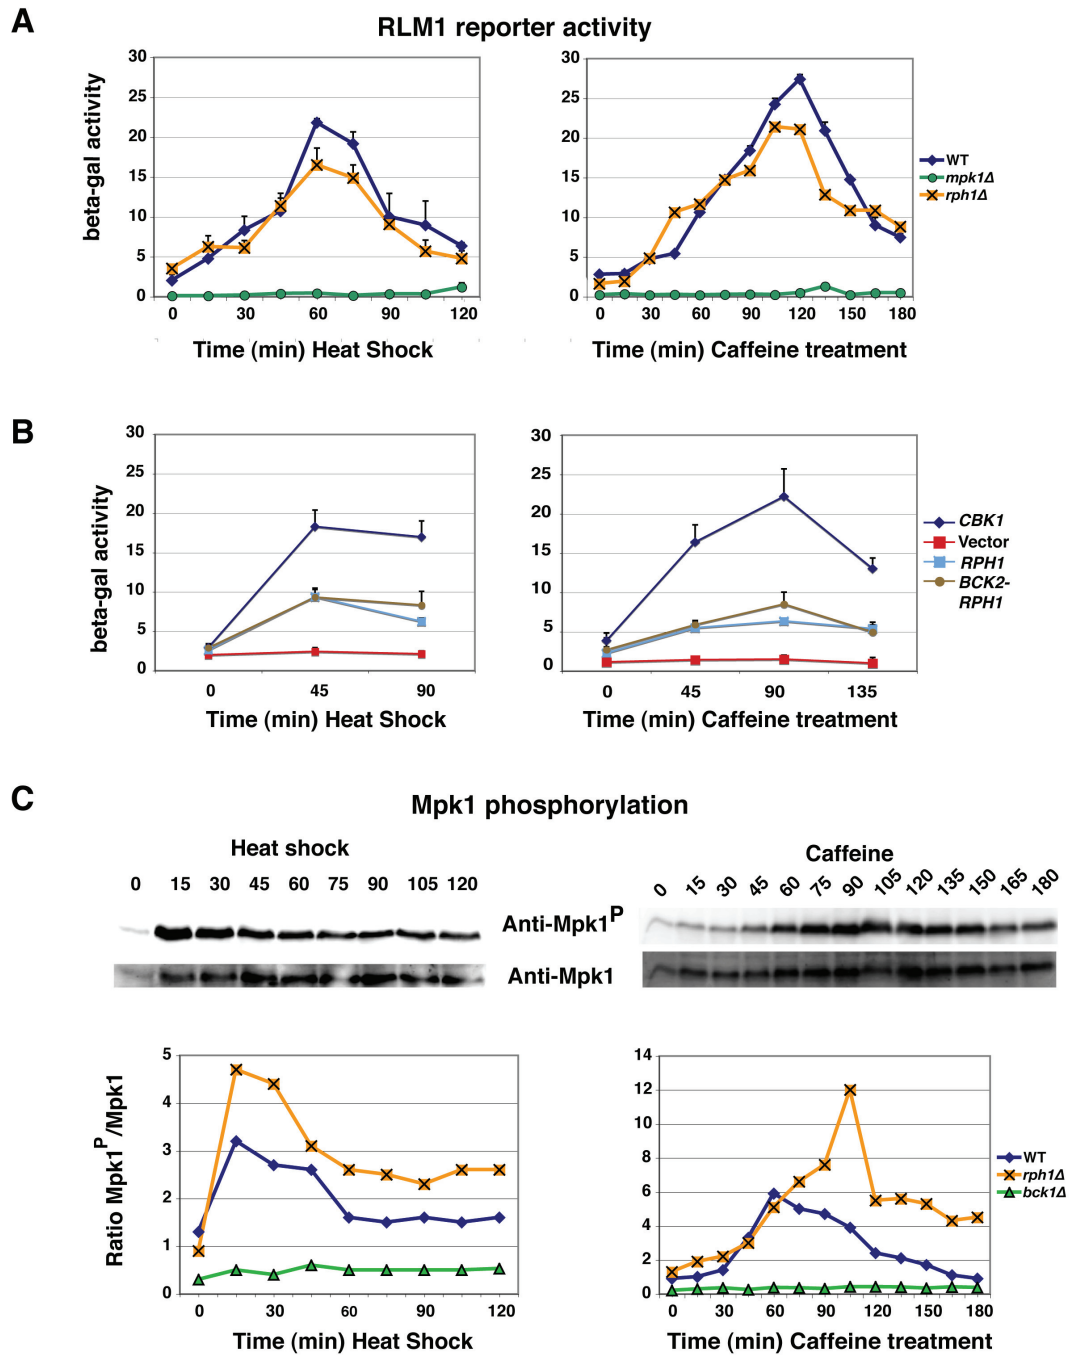 A
RLM1 reporter activity
beta-gal activity
30
25
20
15
10
5
0
0 30 60 90 120
Time (min) Heat Shock
30
25
20
15
10
5
0
0 30 60 90 120 150 180
Time (min) Caffeine treatment
WT
mpk1Δ
rph1Δ
B
beta-gal activity
30
25
20
15
10
5
0
0 45 90
Time (min) Heat Shock
30
25
20
15
10
5
0
0 45 90 135
Time (min) Caffeine treatment
CBK1
Vector
RPH1
BCK2-
RPH1
C
Mpk1 phosphorylation
Heat shock
0 15 30 45 60 75 90 105 120
Caffeine
0 15 30 45 60 75 90 105 120 135 150 165 180
Anti-Mpk1P
Anti-Mpk1
Ratio Mpk1P/Mpk1
5
4
3
2
1
0
0 30 60 90 120
Time (min) Heat Shock
14
12
10
8
6
4
2
0
0 30 60 90 120 150 180
Time (min) Caffeine treatment
WT
rph1Δ
bck1Δ